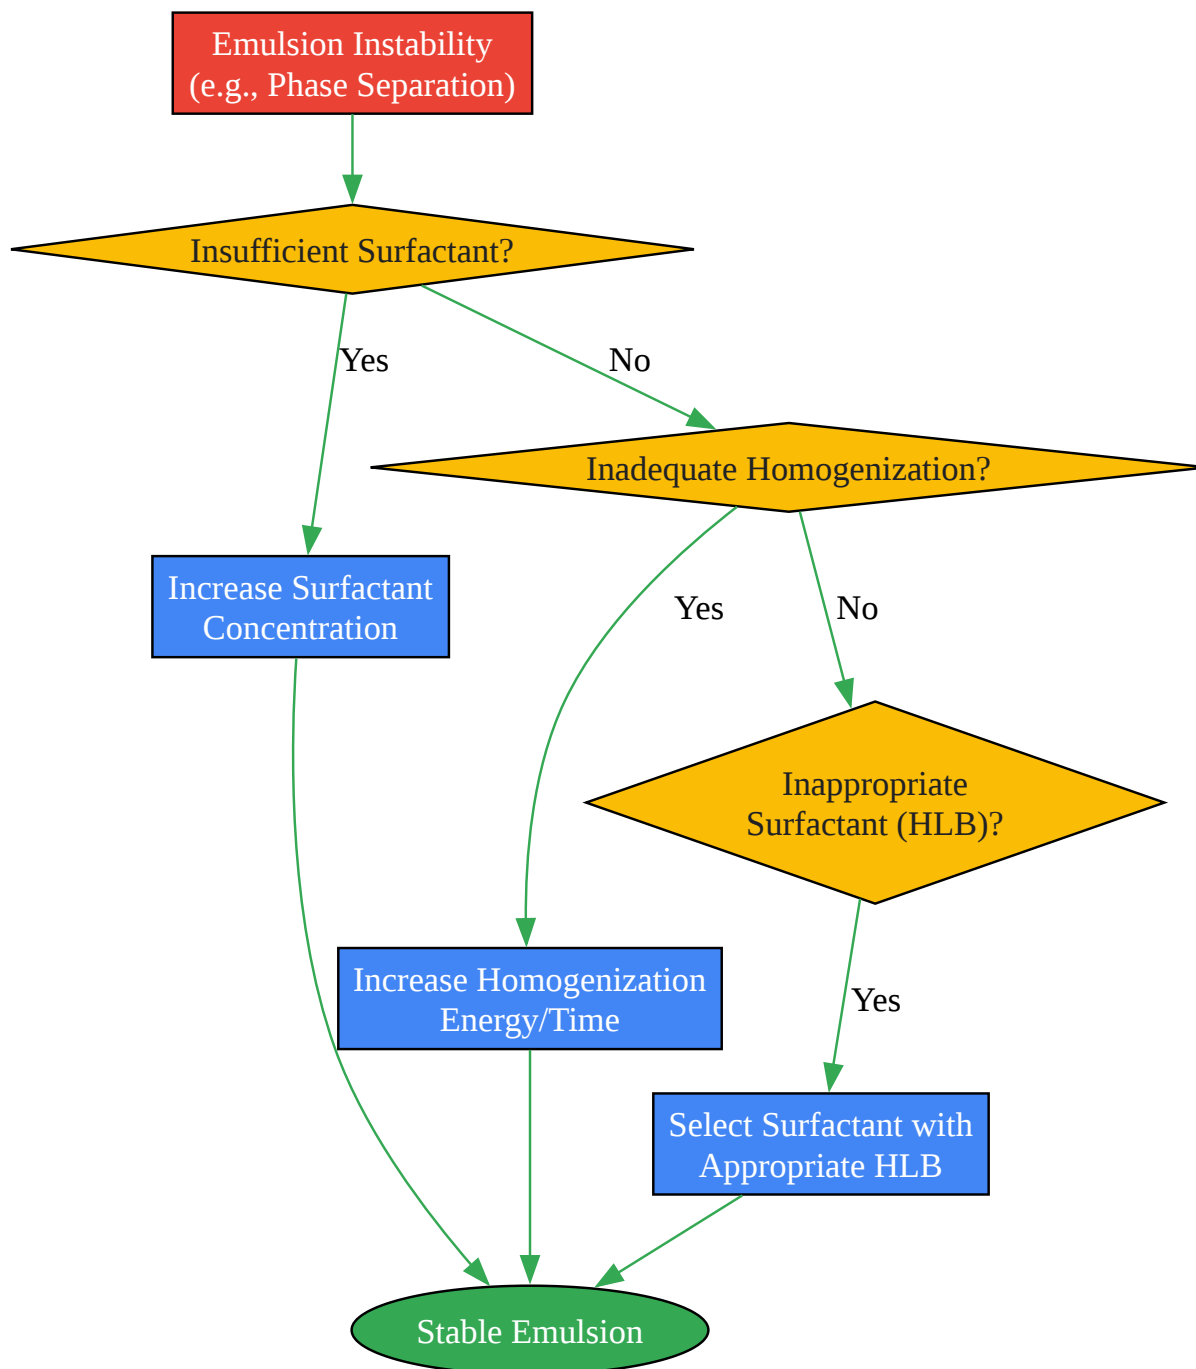 Emulsion Instability
(e.g., Phase Separation)
Insufficient Surfactant?
Yes
No
Inadequate Homogenization?
Increase Surfactant
Concentration
Yes
No
Inappropriate
Surfactant (HLB)?
Increase Homogenization
Energy/Time
Yes
Select Surfactant with
Appropriate HLB
Stable Emulsion